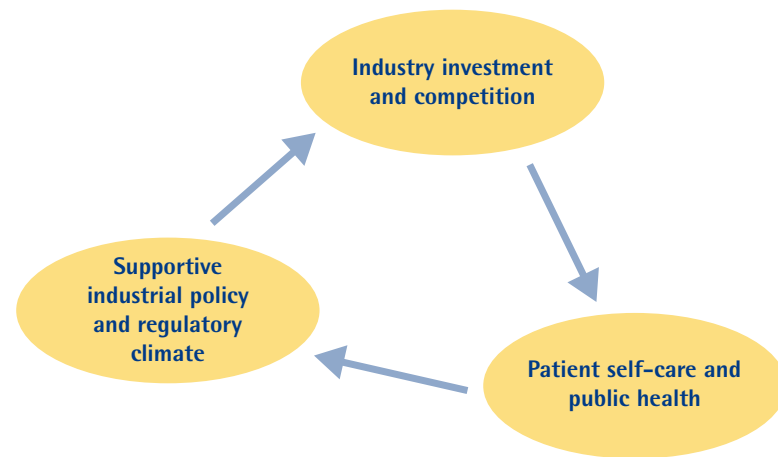 Industry investment
and competition
Supportive
industrial policy
and regulatory
climate
Patient self-care and
public health